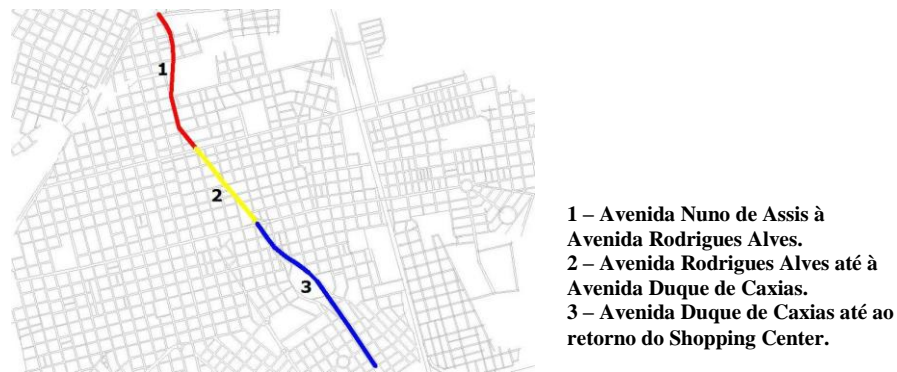 1
2
3
1 – Avenida Nuno de Assis à
Avenida Rodrigues Alves.
2 – Avenida Rodrigues Alves até à
Avenida Duque de Caxias.
3 – Avenida Duque de Caxias até ao
retorno do Shopping Center.